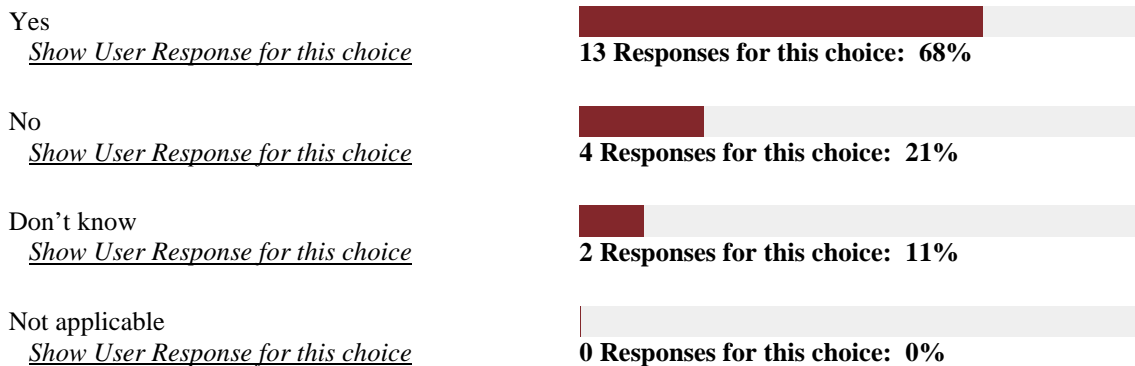 Yes
Show User Response for this choice
13 Responses for this choice:  68%
No
Show User Response for this choice
4 Responses for this choice:  21%
Don’t know
Show User Response for this choice
2 Responses for this choice:  11%
Not applicable
Show User Response for this choice
0 Responses for this choice:  0%